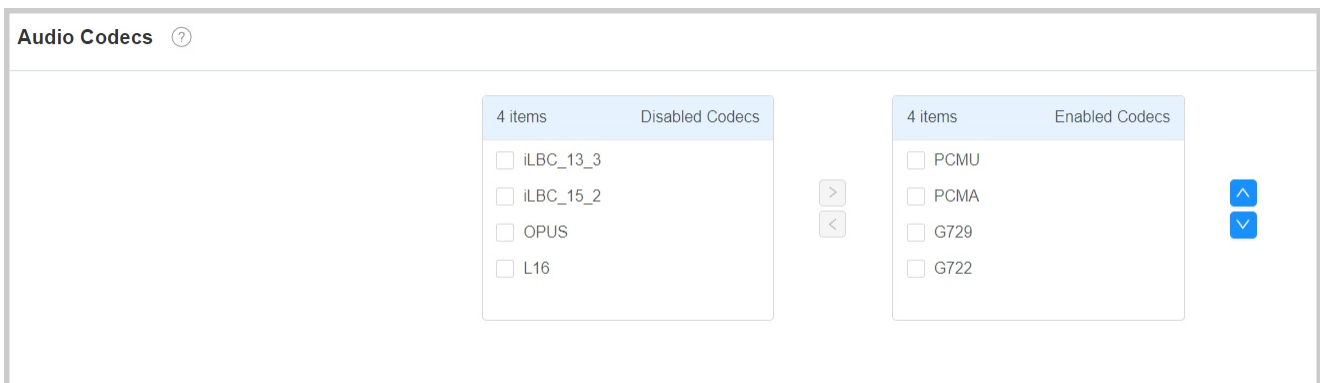 Audio Codecs ?
4 items Disabled Codecs
iLBC_13_3
iLBC_15_2
OPUS
L16
4 items Enabled Codecs
PCMU
PCMA
G729
G722